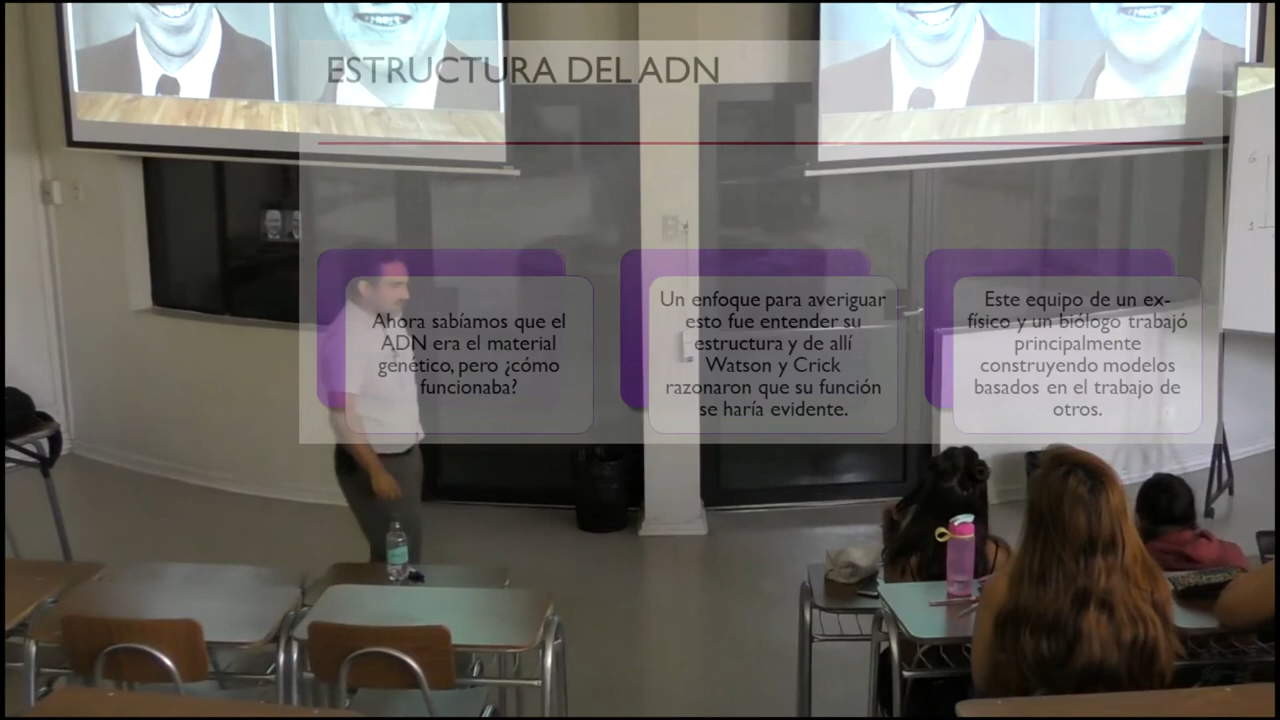 ESTRUCTURA DEL ADN
Ahora sabíamos que el
ADN era el material
genético, pero ¿cómo
funcionaba?
Un enfoque para averiguar
esto fue entender su
estructura y de allí
Watson y Crick
razonaron que su función
se haría evidente.
Este equipo de un ex-
físico y un biólogo trabajó
principalmente
construyendo modelos
basados en el trabajo de
otros.